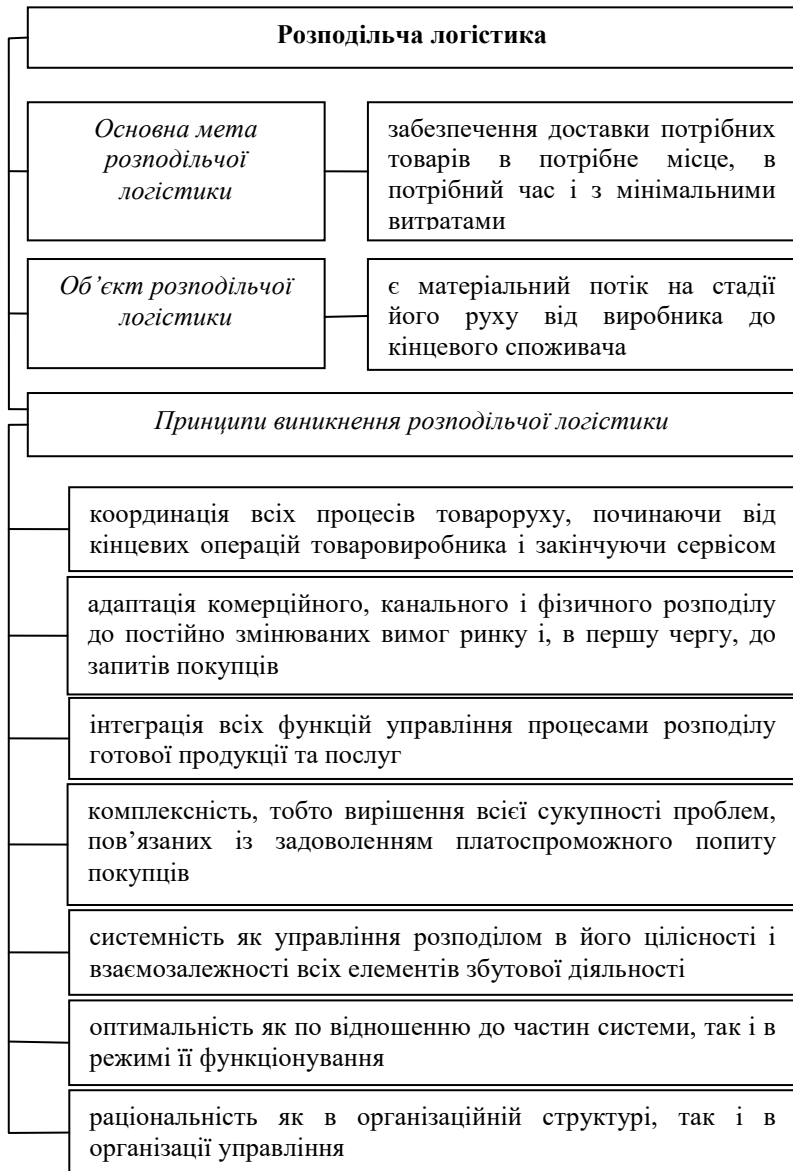 Розподільча логістика
Основна мета
розподільчої
логістики
забезпечення доставки потрібних
товарів в потрібне місце, в
потрібний час і з мінімальними
витратами
Об’єкт розподільчої
логістики
є матеріальний потік на стадії
його руху від виробника до
кінцевого споживача
Принципи виникнення розподільчої логістики
координація всіх процесів товароруху, починаючи від
кінцевих операцій товаровиробника і закінчуючи сервісом
адаптація комерційного, канального і фізичного розподілу
до постійно змінюваних вимог ринку і, в першу чергу, до
запитів покупців
інтеграція всіх функцій управління процесами розподілу
готової продукції та послуг
комплексність, тобто вирішення всієї сукупності проблем,
пов’язаних із задоволенням платоспроможного попиту
покупців
системність як управління розподілом в його цілісності і
взаємозалежності всіх елементів збутової діяльності
оптимальність як по відношенню до частин системи, так і в
режимі її функціонування
раціональність як в організаційній структурі, так і в
організації управління